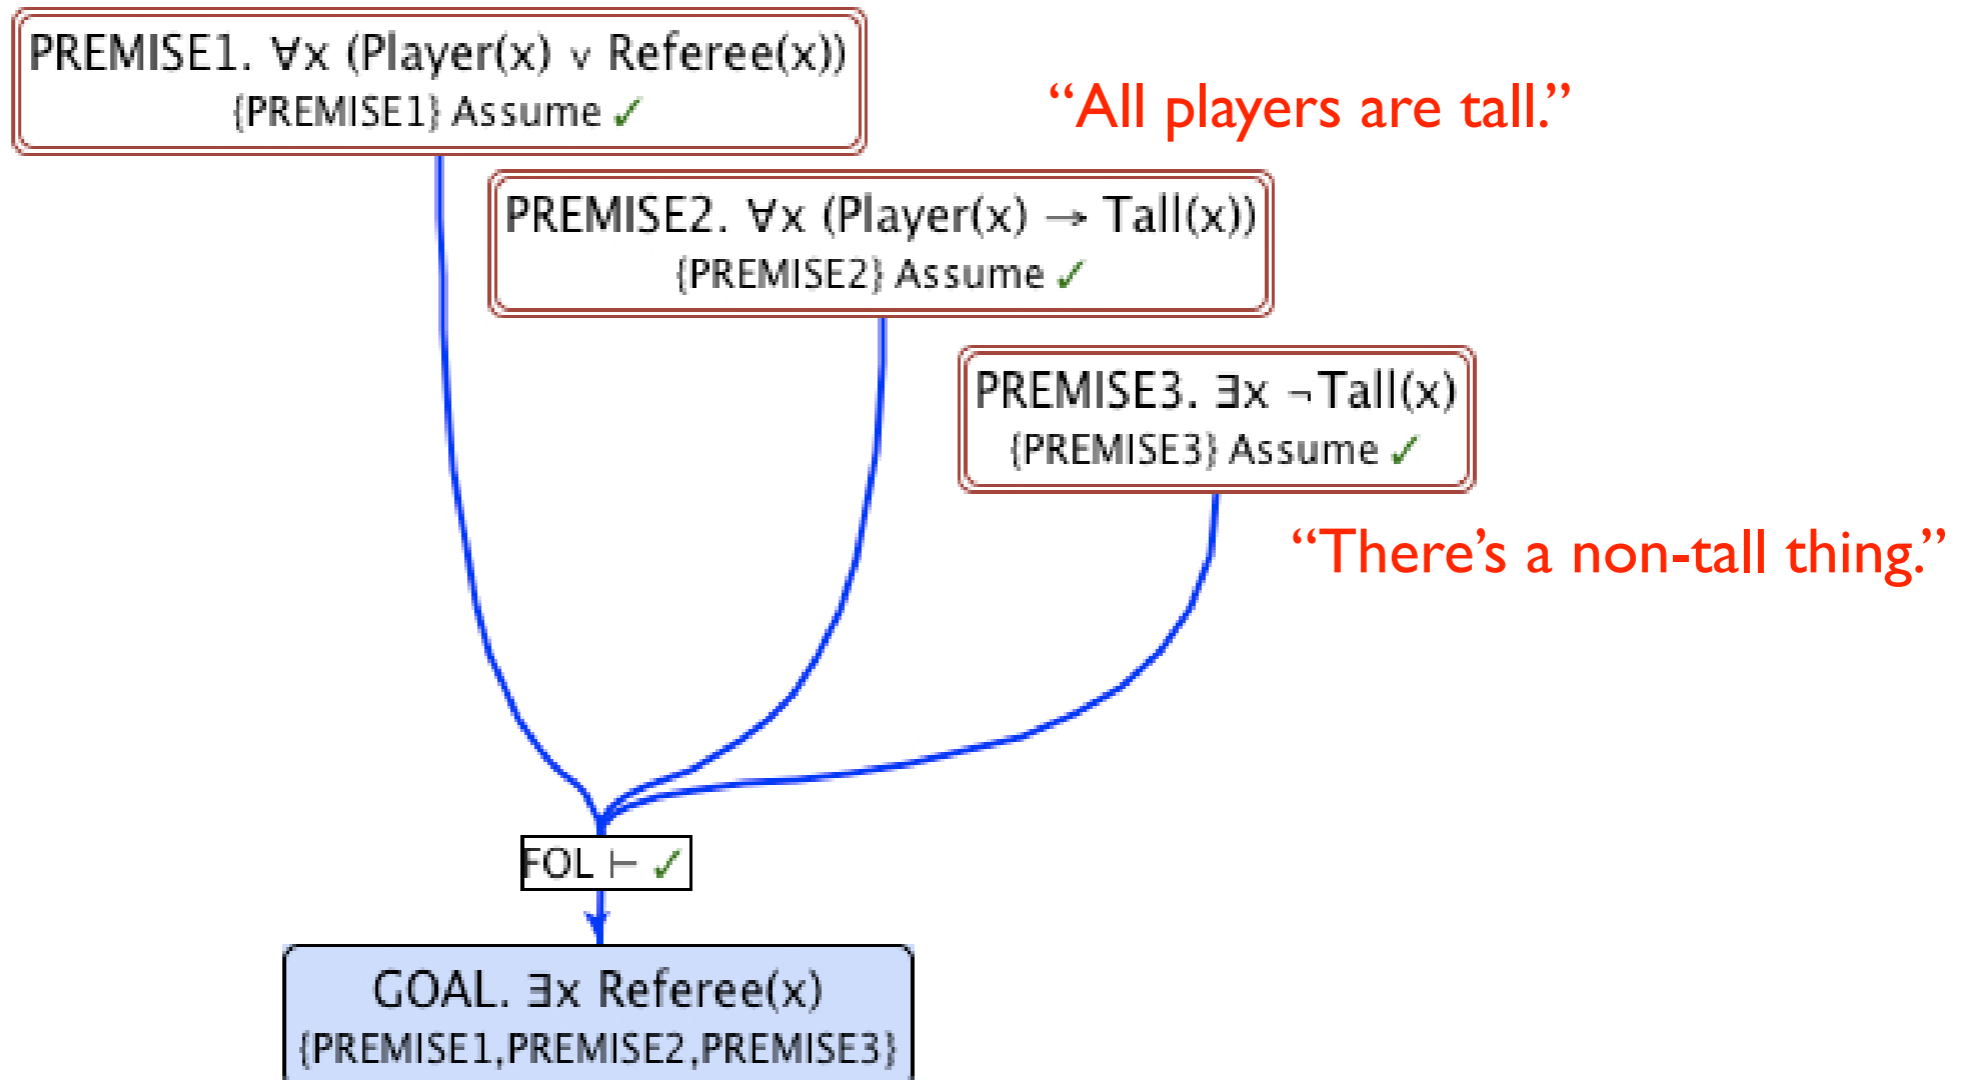 PREMISE1. ∀x (Player(x) ∨ Referee(x))
{PREMISE1} Assume ✓
“All players are tall.”
PREMISE2. ∀x (Player(x) → Tall(x))
{PREMISE2} Assume ✓
PREMISE3. ∃x ¬Tall(x)
{PREMISE3} Assume ✓
“There’s a non-tall thing.”
FOL ⊢ ✓
GOAL. ∃x Referee(x)
{PREMISE1,PREMISE2,PREMISE3}